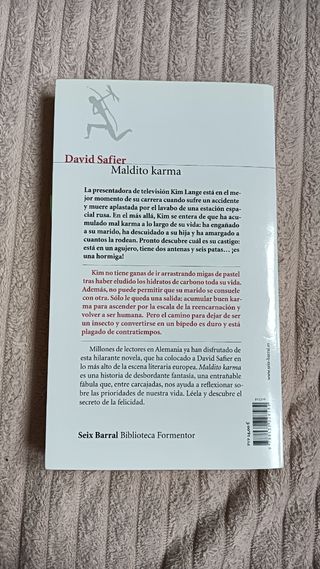 David Safier
Maldito karma
La presentadora de televisión Kim Lange está en el me-
jor momento de su carrera cuando sufre un accidente
y muere aplastada por el lavabo de una estación espa-
cial rusa. En el más allá, Kim se entera de que ha acu-
mulado mal karma a lo largo de su vida: ha engañado
a su marido, ha descuidado a su hija y ha amargado a
cuantos la rodean. Pronto descubre cuál es su castigo:
está en un agujero, tiene dos antenas y seis patas... ¡es
una hormiga!
Kim no tiene ganas de ir arrastrando migas de pastel
tras haber eludido los hidratos de carbono toda su vida.
Además, no puede permitir que su marido se consuele
con otra. Sólo le queda una salida: acumular buen kar-
ma para ascender por la escala de la reencarnación y
volver a ser humana. Pero el camino para dejar de ser
un insecto y convertirse en un bípedo es duro y está
plagado de contratiempos.
Millones de lectores en Alemania ya han disfrutado de
esta hilarante novela, que ha colocado a David Safier en
lo más alto de la escena literaria europea. Maldito karma
es una historia de desbordante fantasía, una entrañable
fábula que, entre carcajadas, nos ayuda a reflexionar so-
bre las prioridades de nuestra vida. Léela y descubre el
secreto de la felicidad.
Seix Barral Biblioteca Formentor
www.seix-barral.es